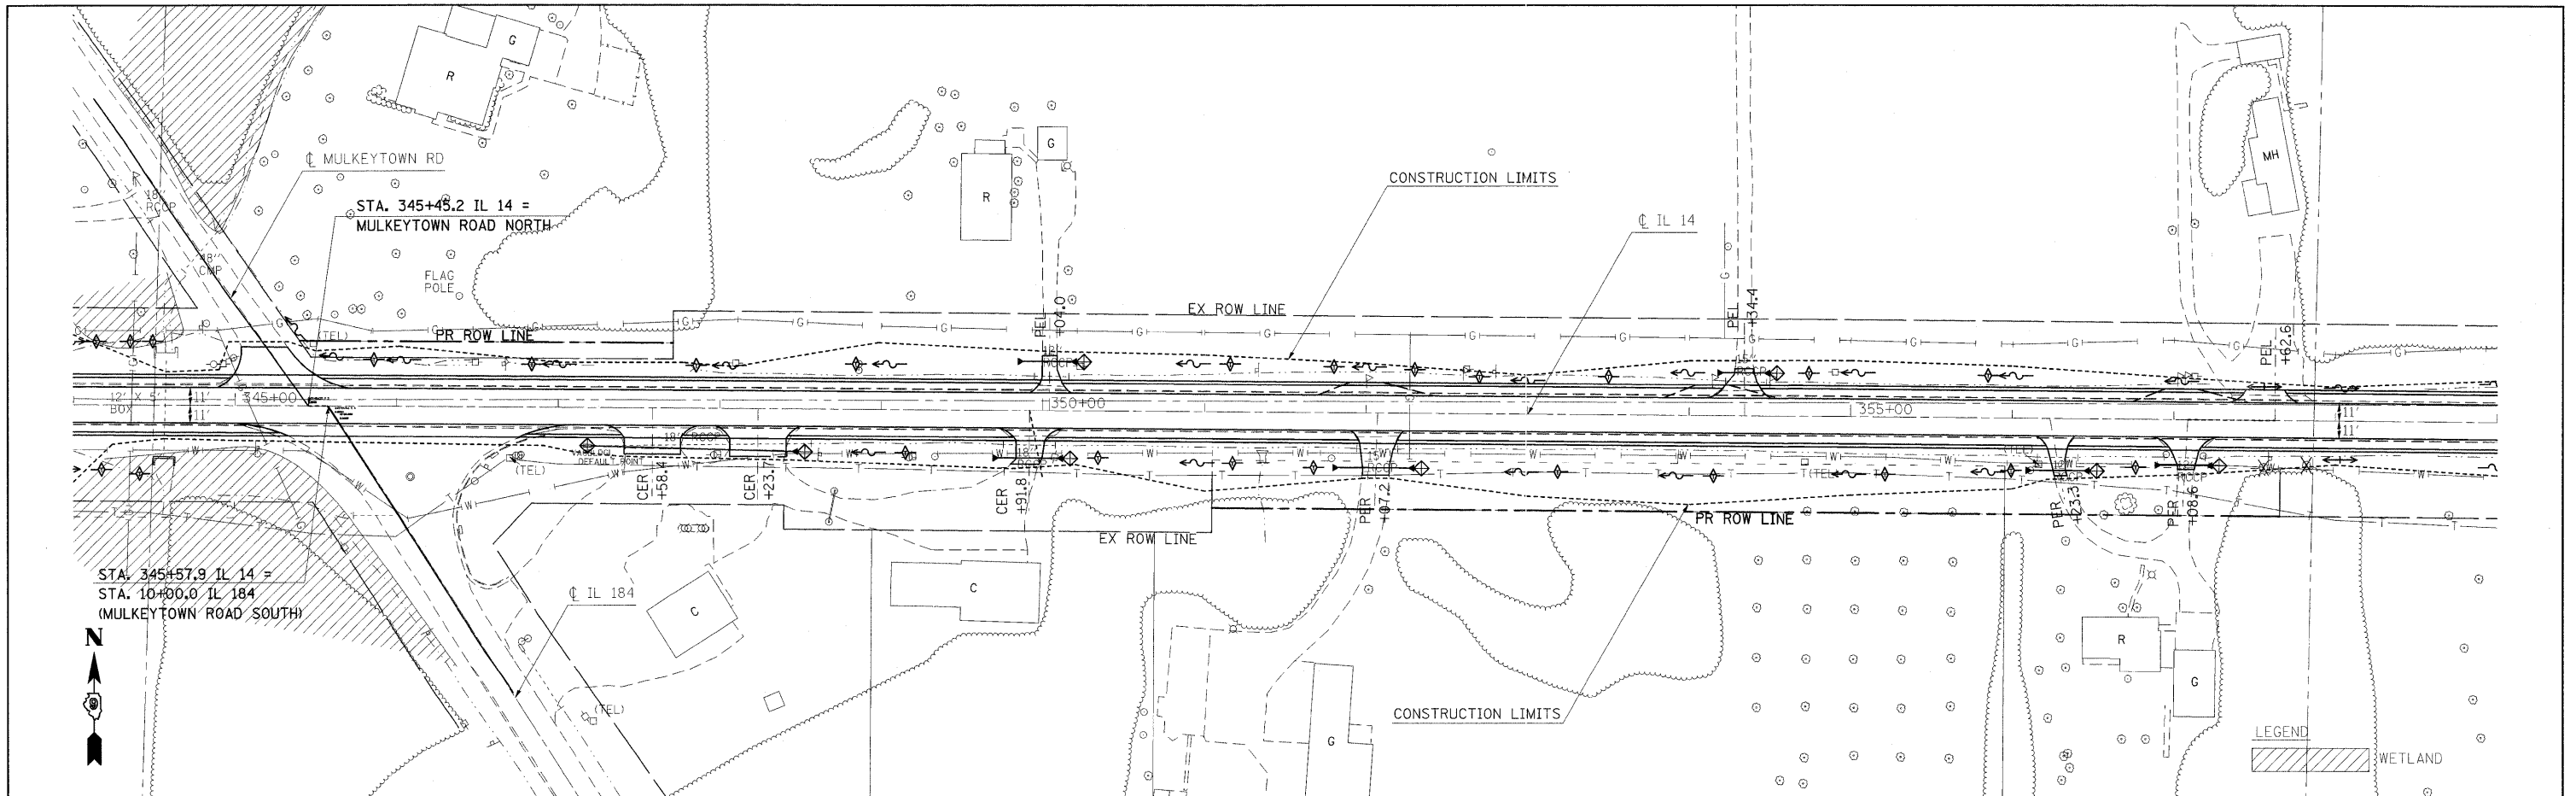 G
R
℄ MULKEYTOWN RD
18"
RCCP
STA. 345+45.2 IL 14 =
MULKEYTOWN ROAD NORTH
48"
CMP
FLAG
POLE
(TEL)
PR ROW LINE
G
R
CONSTRUCTION LIMITS
℄ IL 14
MH
EX ROW LINE
PEL
+04.0
PEL
+34.4
PEL
+62.6
12' X 5'
BOX
11'
11'
345+00
350+00
355+00
11'
11'
18" RCCP
DEFAULT POINT
(TEL)
CER
+58.4
CER
+23.7
CER
+91.8
PER
+07.2
PER
+23.3
PER
+08.6
PR ROW LINE
EX ROW LINE
STA. 345+57.9 IL 14 =
STA. 10+00.0 IL 184
(MULKEYTOWN ROAD SOUTH)
℄ IL 184
C
C
R
G
G
N
(TEL)
CONSTRUCTION LIMITS
LEGEND
WETLAND